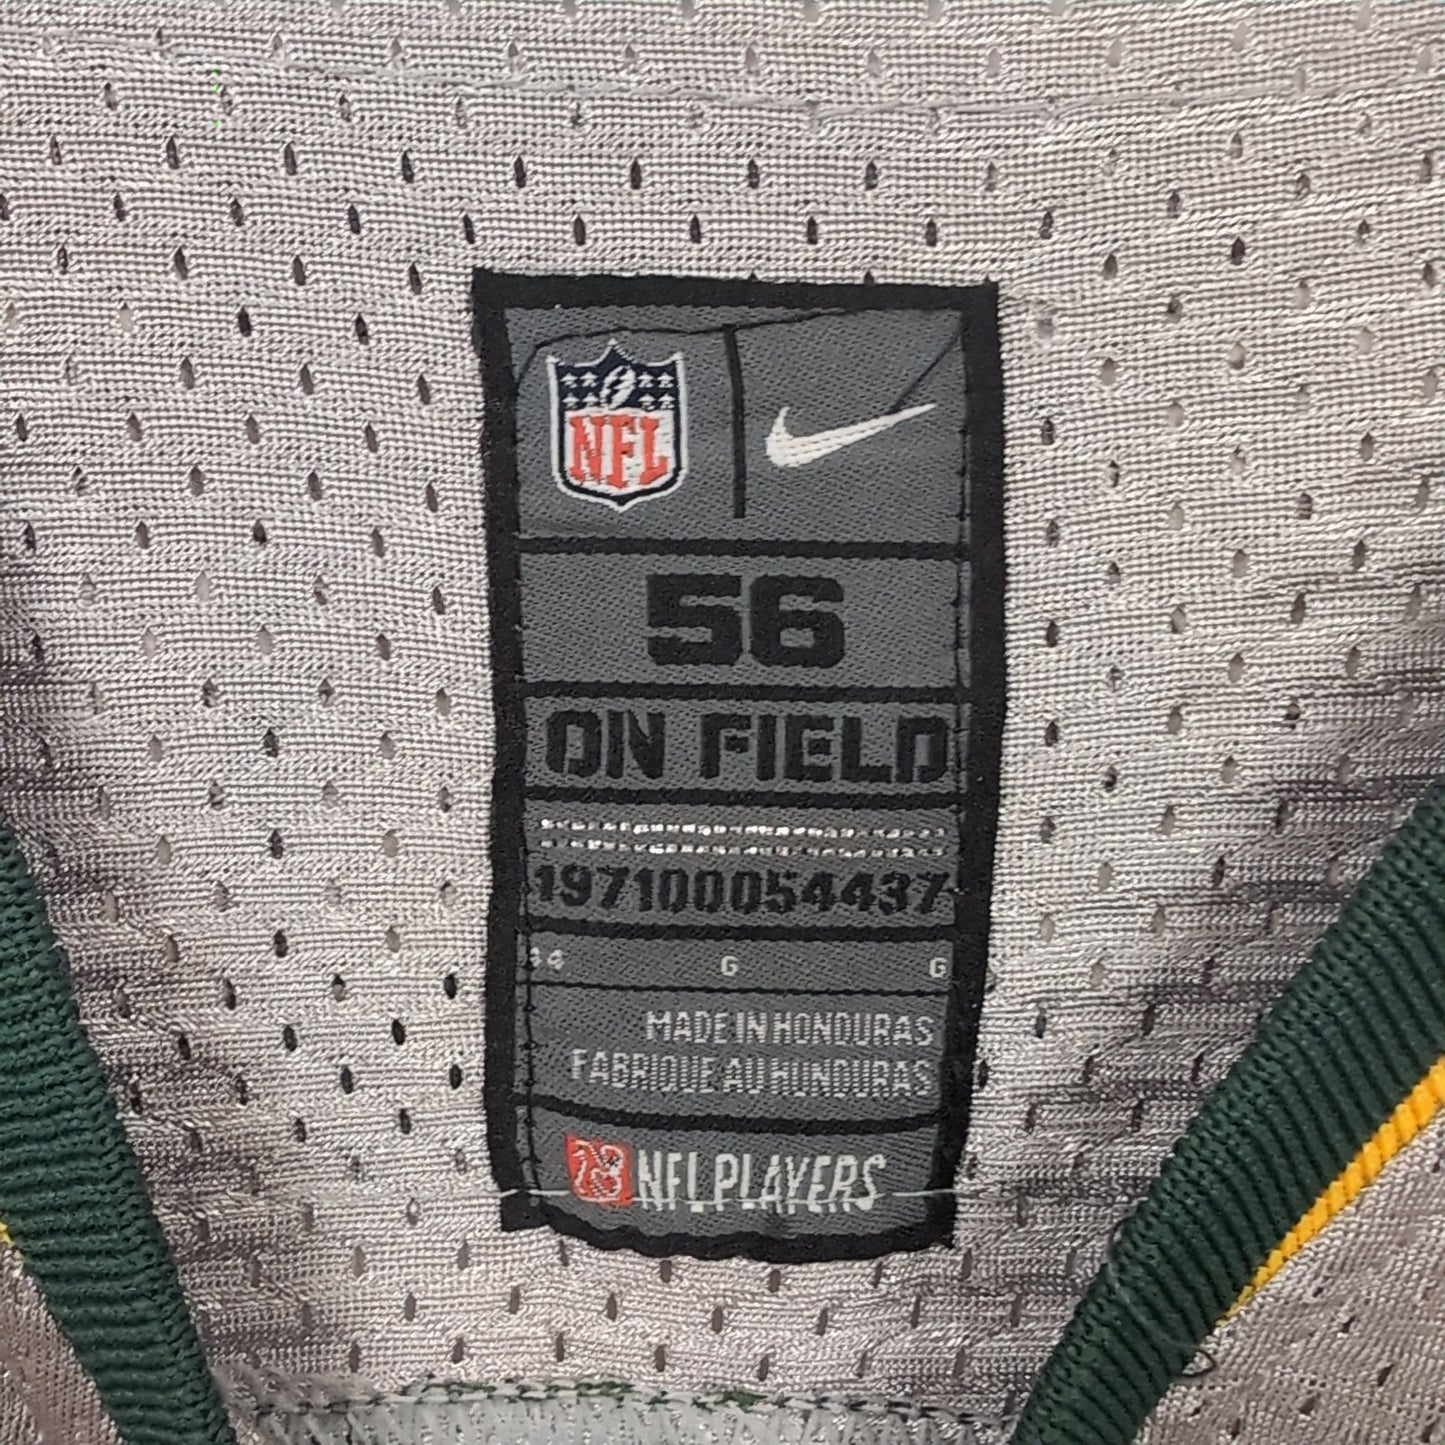 NFL
56
ON FIELD
197100054437
G G
MADE IN HONDURAS
FABRIQUE AU HONDURAS
NFL PLAYERS